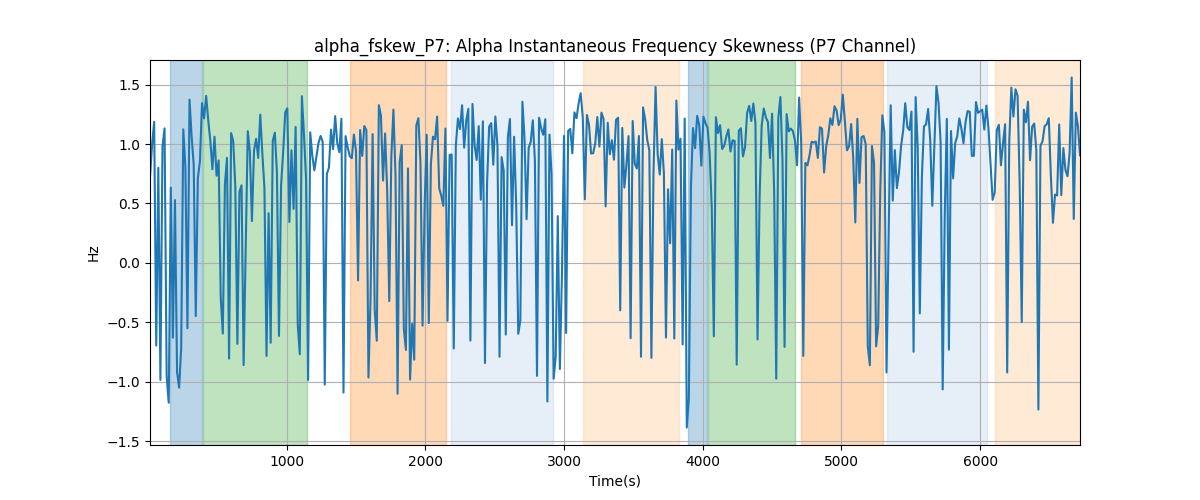 alpha_fskew_P7: Alpha Instantaneous Frequency Skewness (P7 Channel)
Hz
1.5
1.0
0.5
0.0
−0.5
−1.0
−1.5
1000 2000 3000 4000 5000 6000
Time(s)